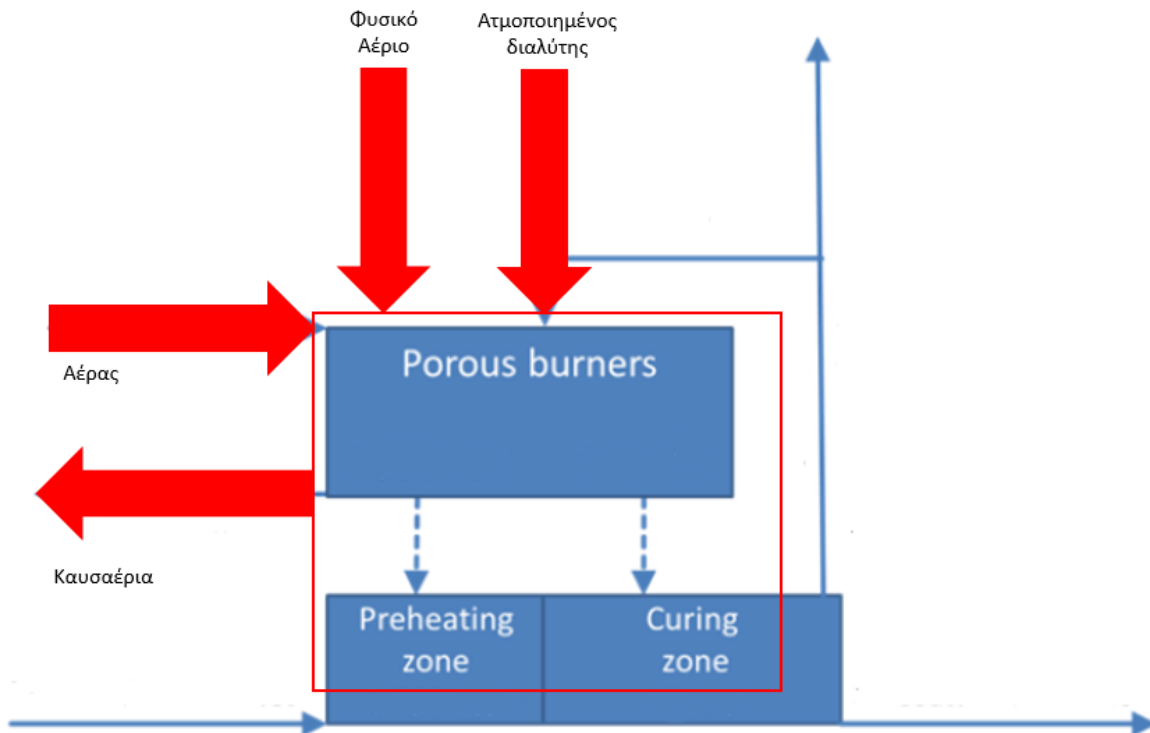 Φυσικό
Αέριο
Ατμοποιημένος
διαλύτης
Αέρας
Porous burners
Καυσαέρια
Preheating
zone
Curing
zone